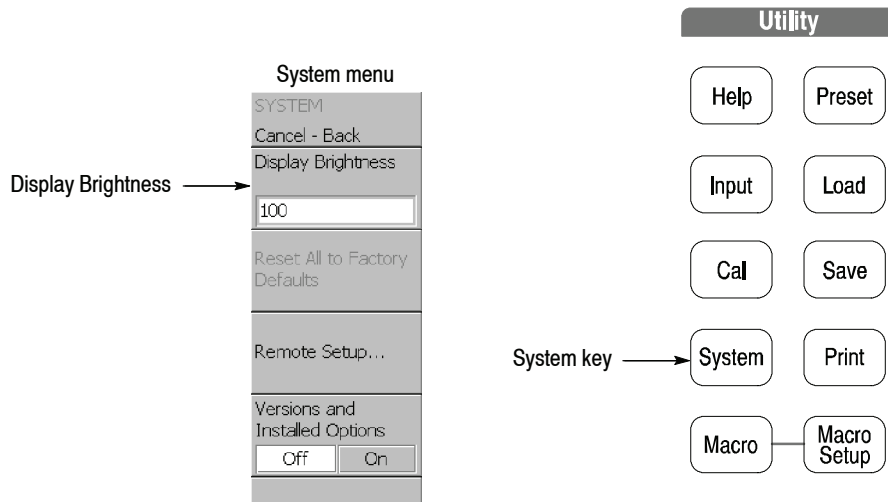 System menu
SYSTEM
Cancel - Back
Display Brightness
100
Reset All to Factory
Defaults
Remote Setup...
Versions and
Installed Options
Off On
Display Brightness
Utility
Help Preset
Input Load
Cal Save
System key
System Print
Macro Macro
Setup